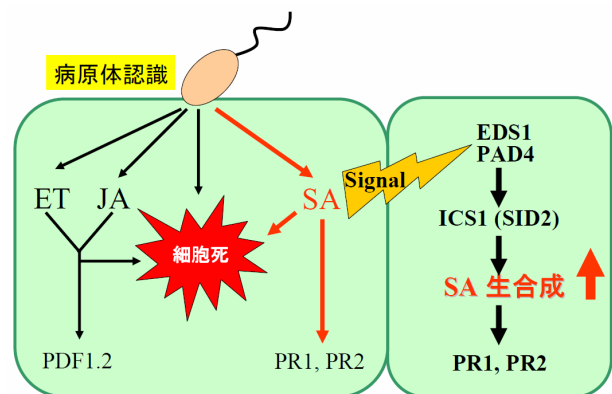 病原体認識
ET
JA
細胞死
SA
Signal
PDF1.2
PR1, PR2
EDS1
PAD4
ICS1 (SID2)
SA 生合成
PR1, PR2